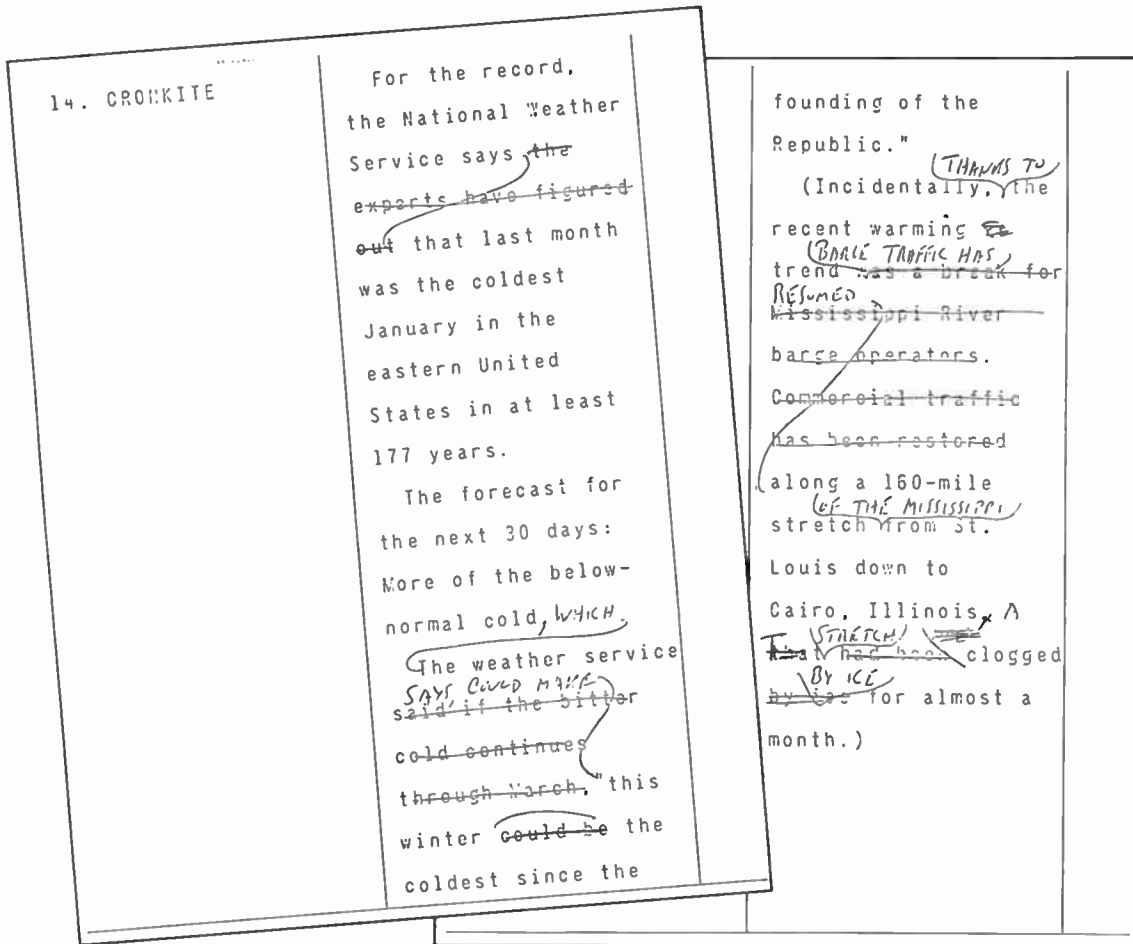 14. CRONKITE
For the record,
the National Weather
Service says the
experts have figured
out that last month
was the coldest
January in the
eastern United
States in at least
177 years.
The forecast for
the next 30 days:
More of the below-
normal cold, WHICH
The weather service
SAYS COULD MAKE
said, if the bitter
cold continues
through March, "this
winter could be the
coldest since the
founding of the
Republic."
THANKS TO
(Incidentally, the
recent warming
BARGE TRAFFIC HAS
trend was a break for
RESUMED
Mississippi River
barge operators.
Commercial traffic
has been restored
along a 160-mile
OF THE MISSISSIPPI
stretch from St.
Louis down to
Cairo, Illinois, A
STRETCH
that had been clogged
BY ICE
by ice for almost a
month.)